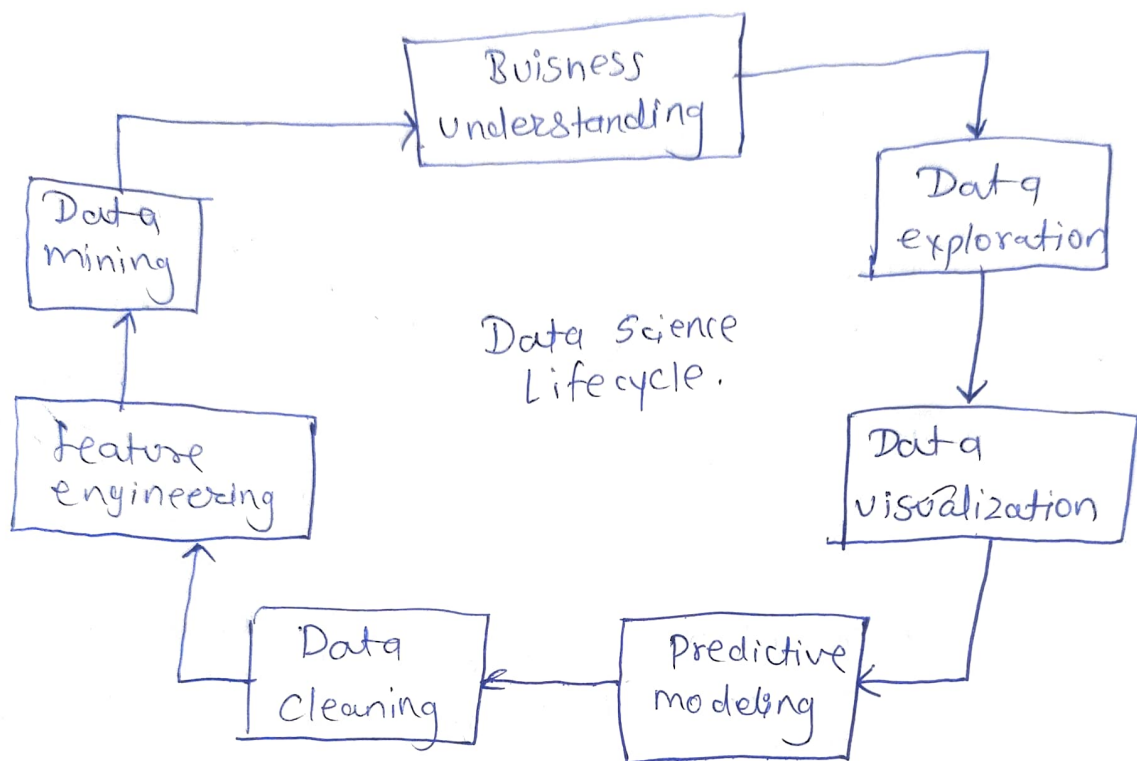 Buisness
understanding
Data
exploration
Data
visualization
Predictive
modeling
Data
cleaning
feature
engineering
Data
mining
Data Science
Lifecycle.